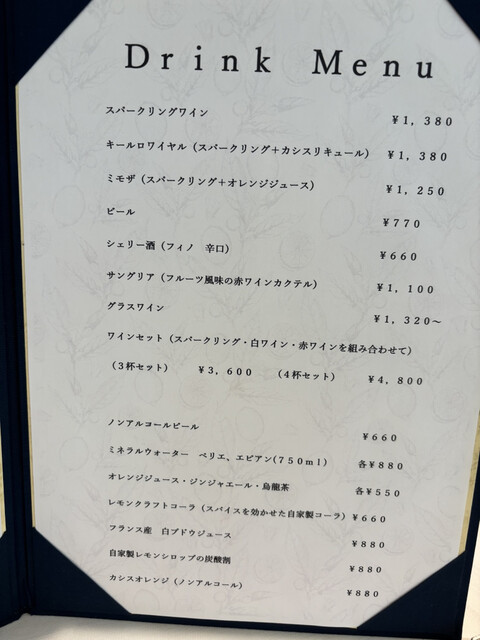 Drink Menu
スパークリングワイン ¥1,380
キールロワイヤル（スパークリング＋カシスリキュール） ¥1,380
ミモザ（スパークリング＋オレンジジュース） ¥1,250
ビール ¥770
シェリー酒（フィノ　辛口） ¥660
サングリア（フルーツ風味の赤ワインカクテル） ¥1,100
グラスワイン ¥1,320～
ワインセット（スパークリング・白ワイン・赤ワインを組み合わせて）
（3杯セット） ¥3,600 （4杯セット） ¥4,800
ノンアルコールビール ¥660
ミネラルウォーター　ペリエ、エビアン(750ml) 各¥880
オレンジジュース・ジンジャエール・烏龍茶 各¥550
レモンクラフトコーラ（スパイスを効かせた自家製コーラ） ¥660
フランス産　白ブドウジュース ¥880
自家製レモンシロップの炭酸割 ¥880
カシスオレンジ（ノンアルコール） ¥880